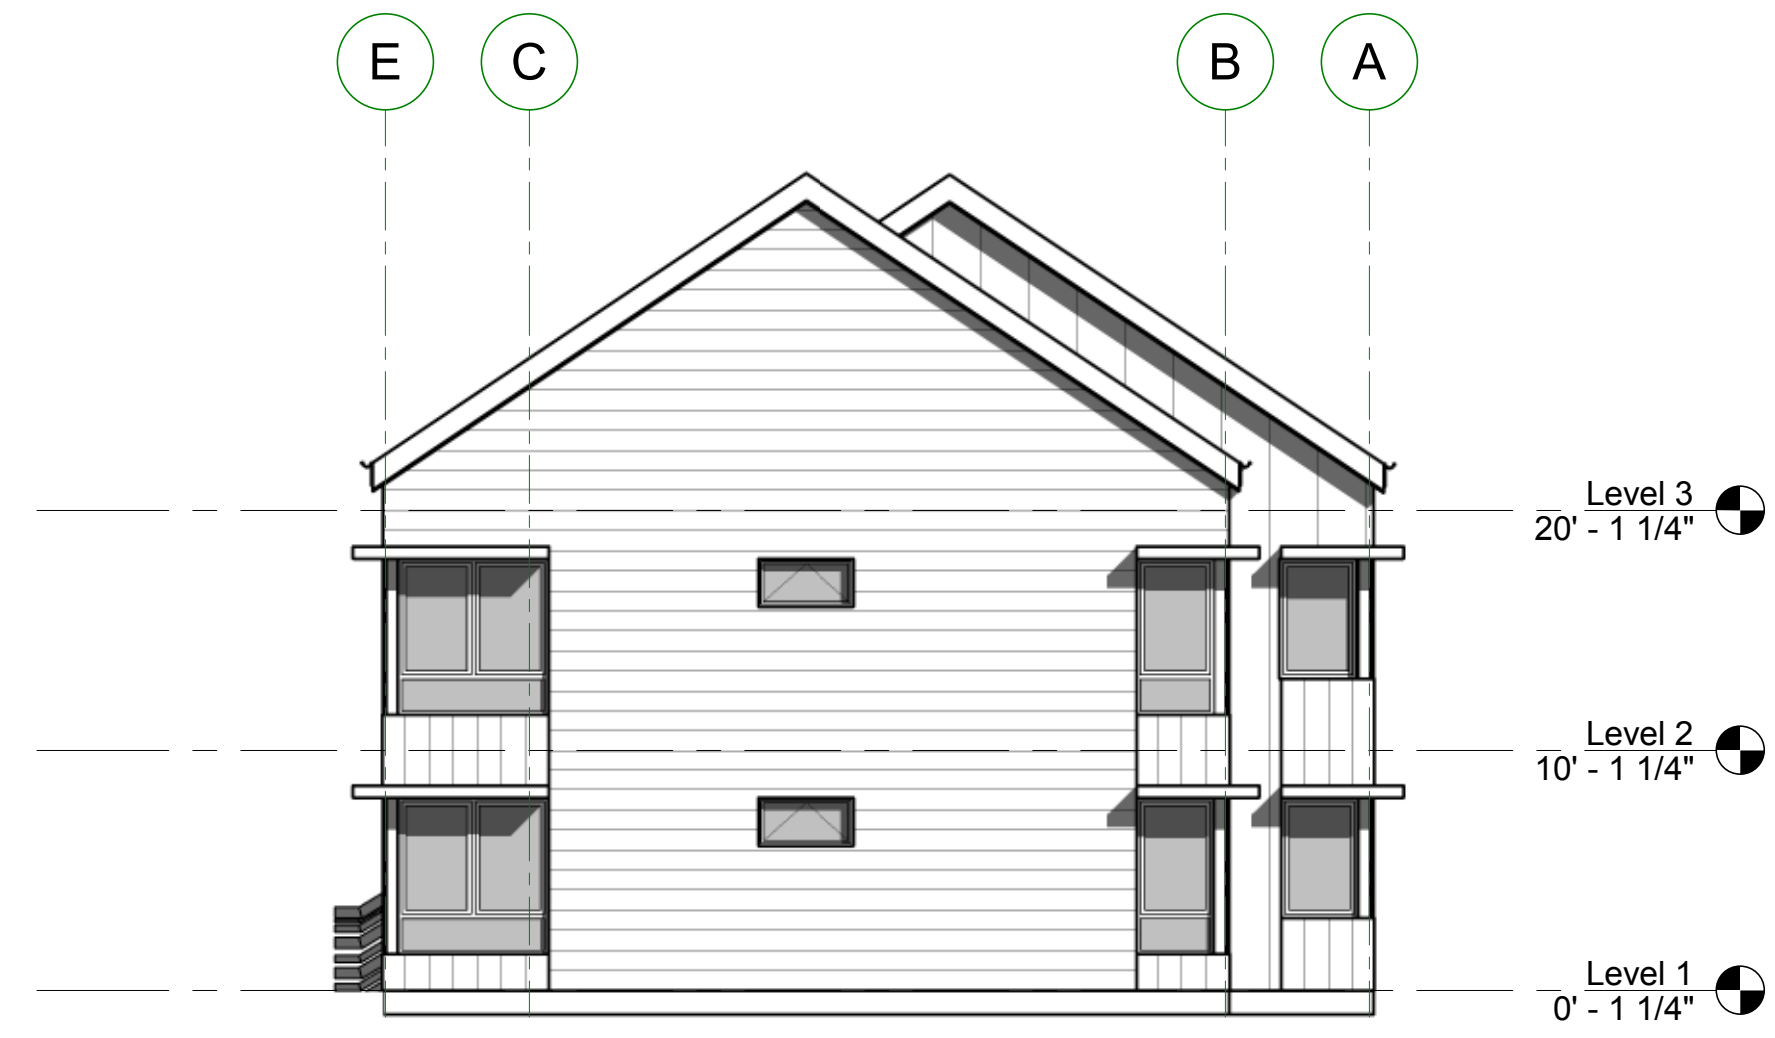 E C B A
Level 3
20' - 1 1/4"
Level 2
10' - 1 1/4"
Level 1
0' - 1 1/4"